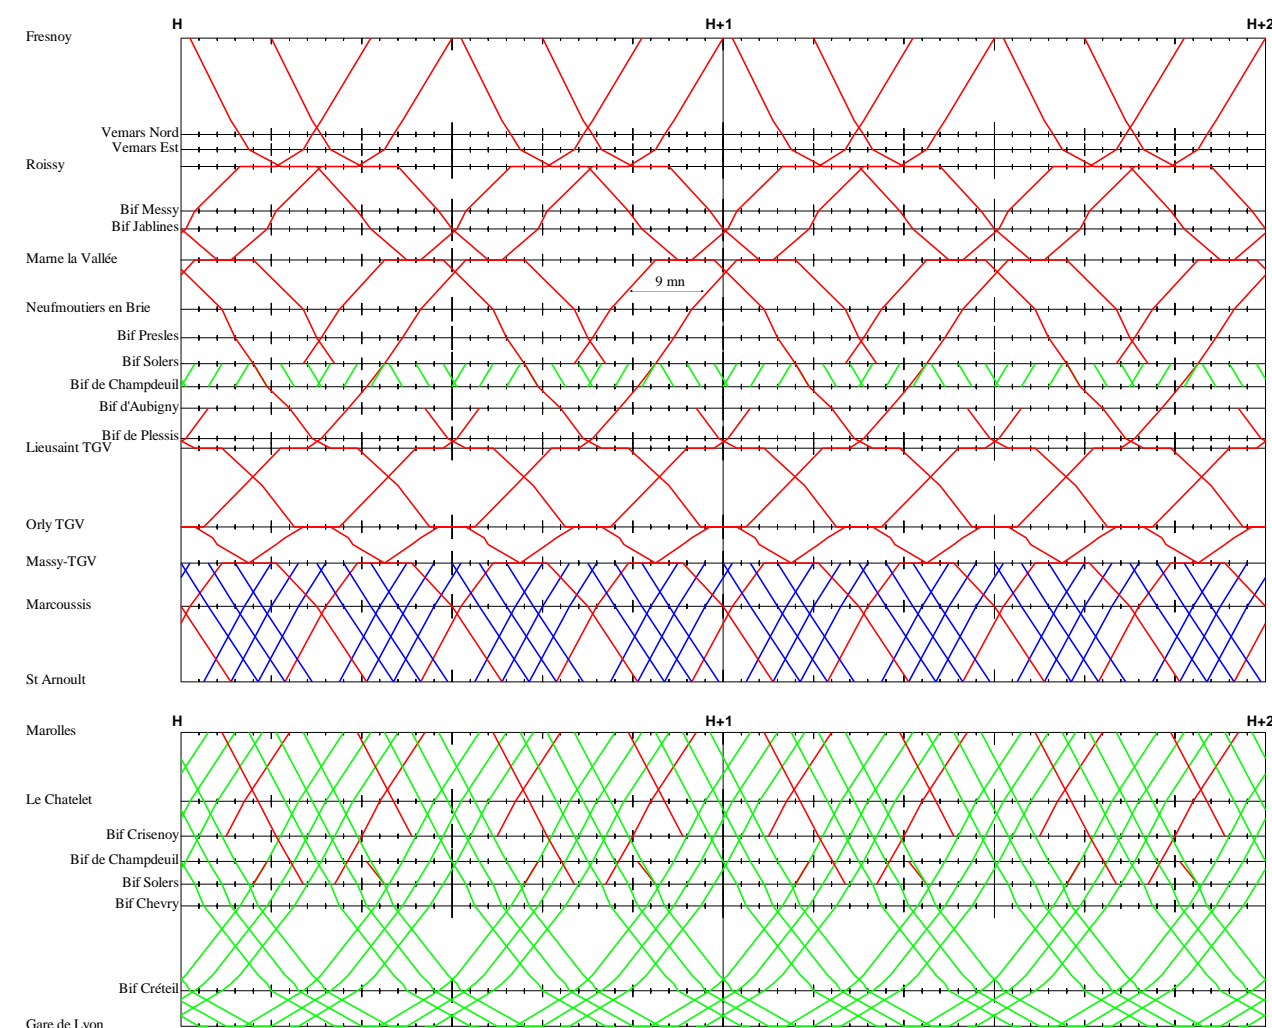 H H+1 H+2
Fresnoy
Vemars Nord
Vemars Est
Roissy
Bif Messy
Bif Jablines
Marne la Vallée
9 mn
Neufmoutiers en Brie
Bif Presles
Bif Solers
Bif de Champdeuil
Bif d'Aubigny
Bif de Plessis
Lieusaint TGV
Orly TGV
Massy-TGV
Marcoussis
St Arnoult
H H+1 H+2
Marolles
Le Chatelet
Bif Crisenoy
Bif de Champdeuil
Bif Solers
Bif Chevry
Bif Créteil
Gare de Lyon